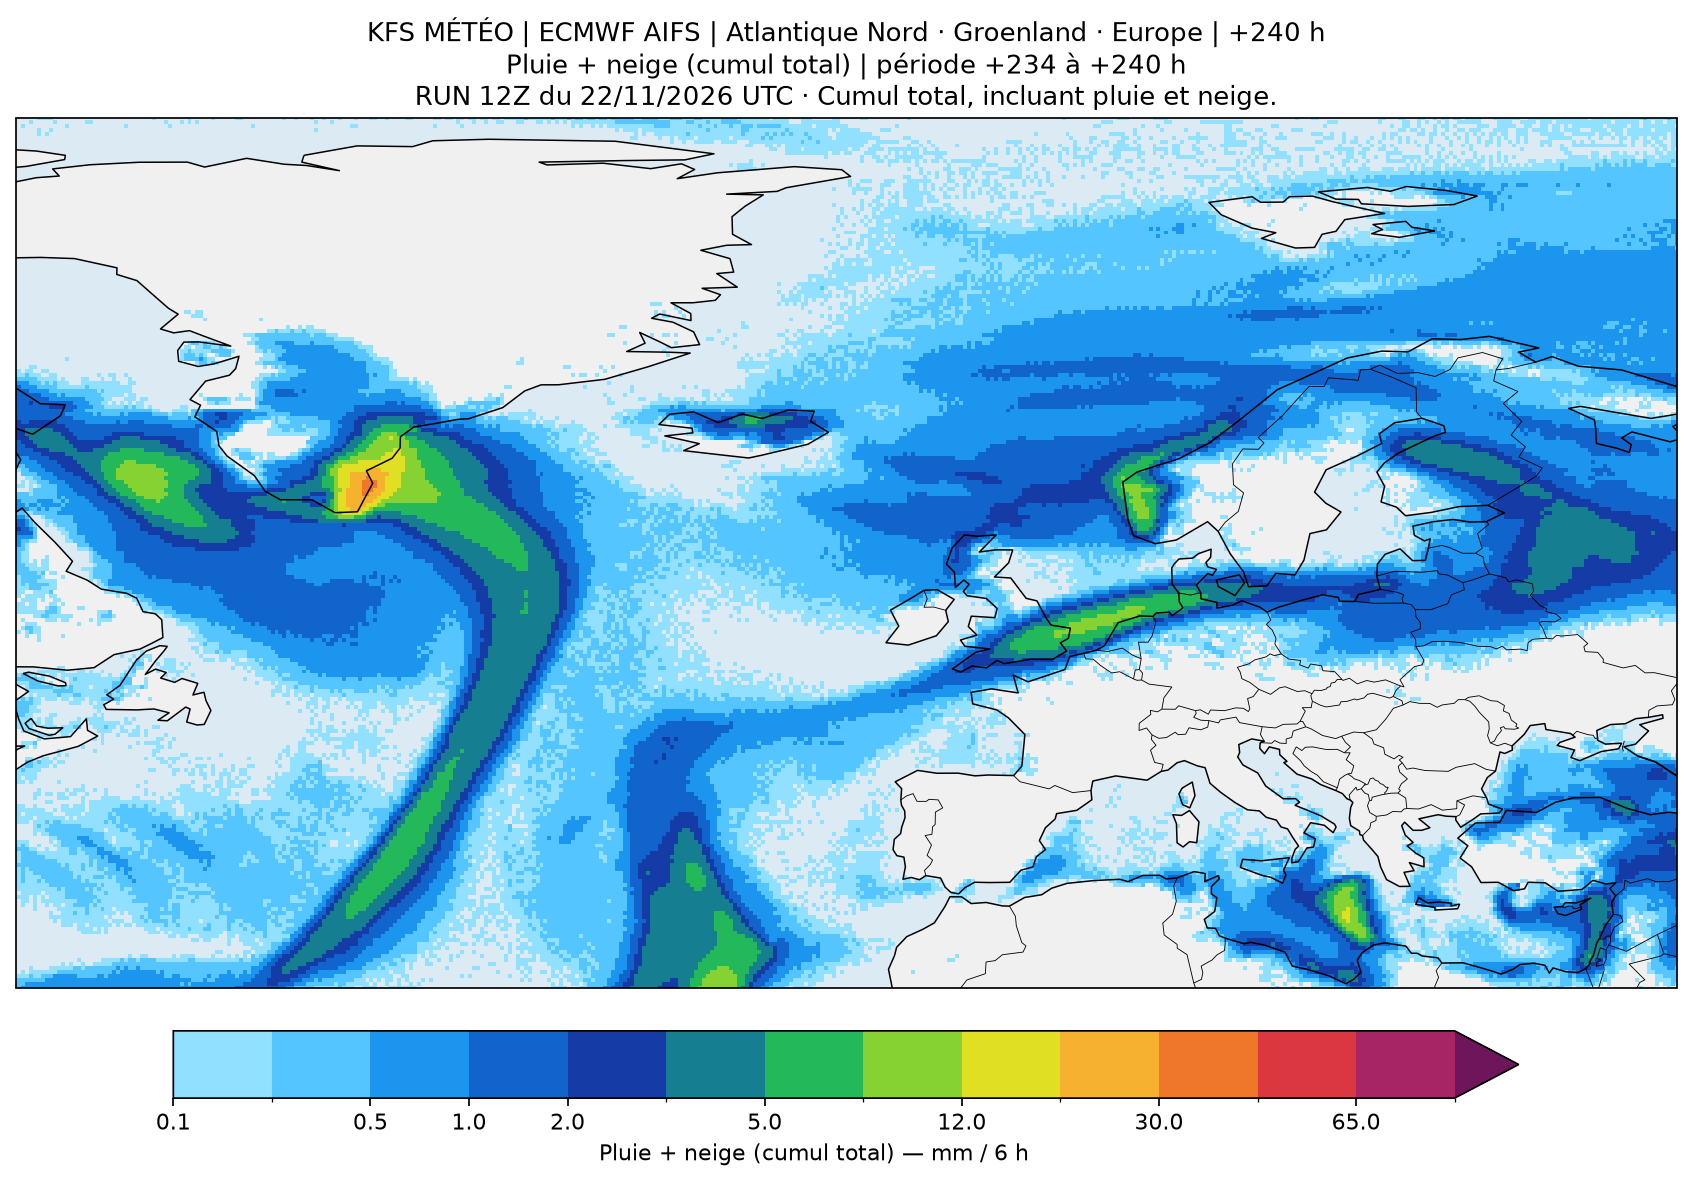 KFS MÉTÉO | ECMWF AIFS | Atlantique Nord · Groenland · Europe | +240 h
Pluie + neige (cumul total) | période +234 à +240 h
RUN 12Z du 22/11/2026 UTC · Cumul total, incluant pluie et neige.
0.1 0.5 1.0 2.0 5.0 12.0 30.0 65.0
Pluie + neige (cumul total) — mm / 6 h